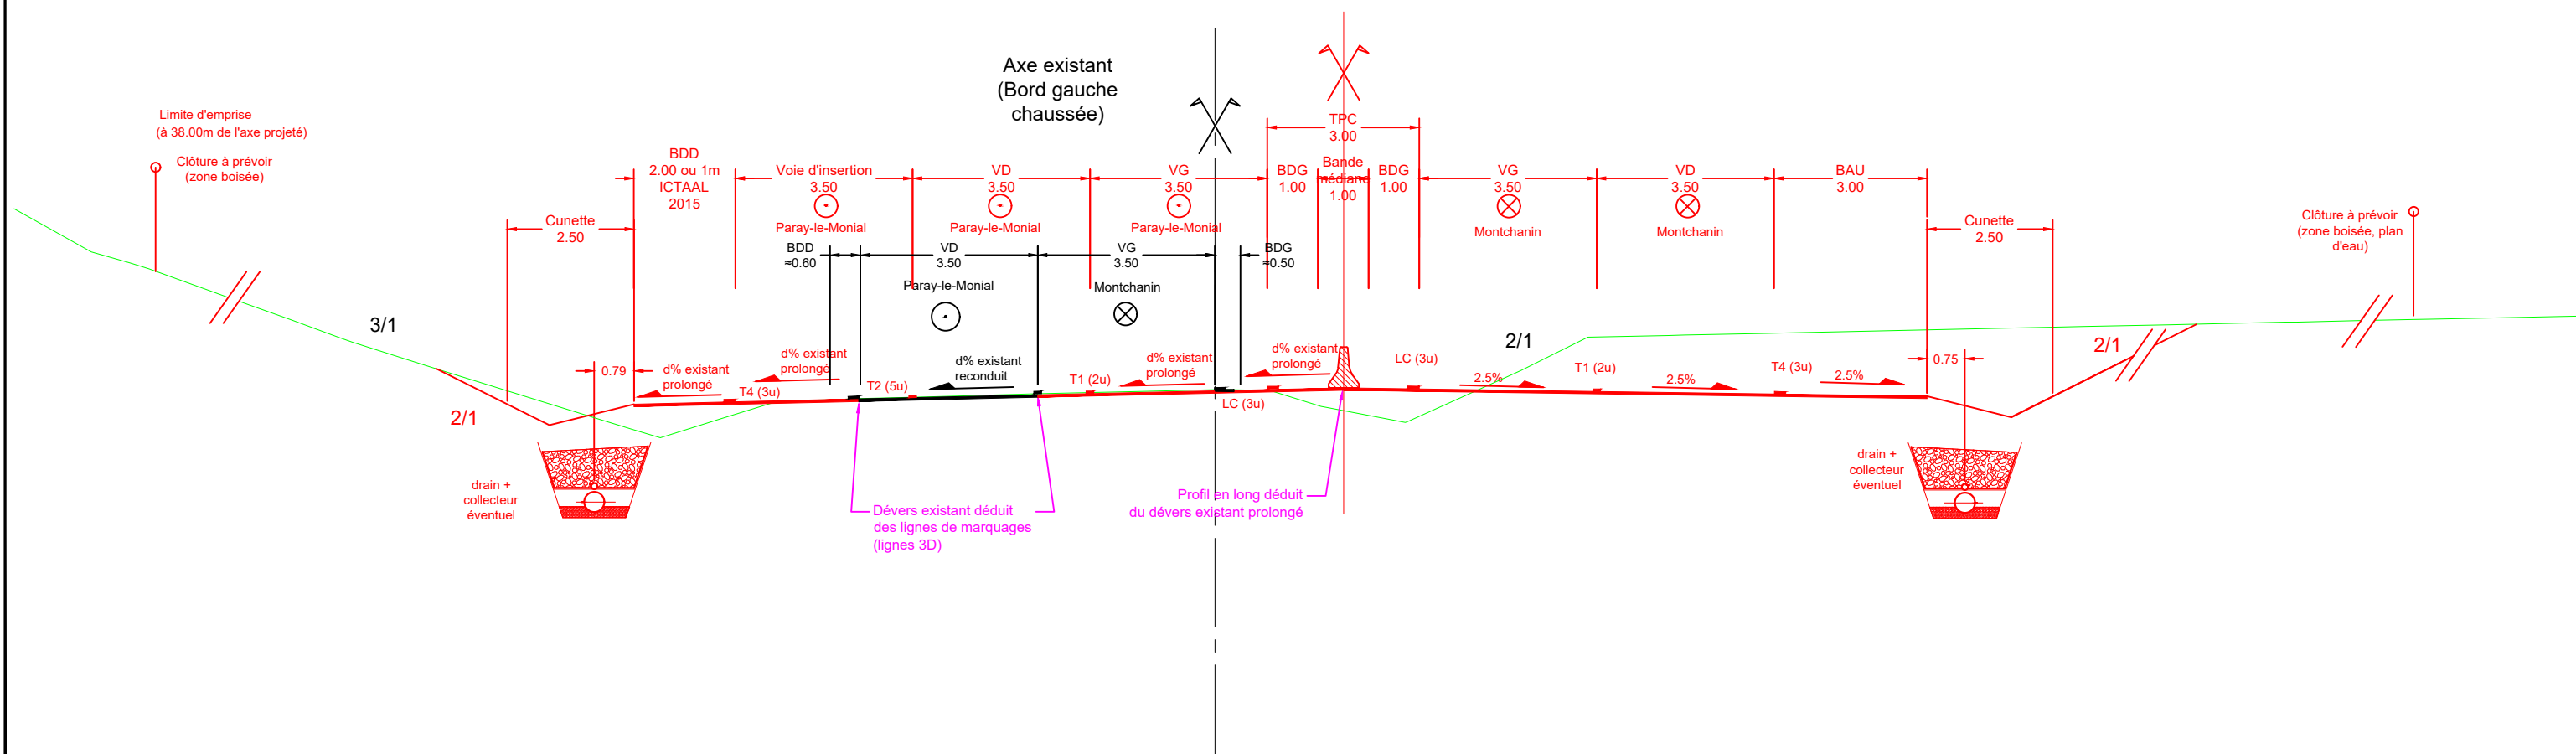 Axe existant
(Bord gauche
chaussée)
Limite d'emprise
(à 38.00m de l'axe projeté)
Clôture à prévoir
(zone boisée)
TPC
3.00
BDD
2.00 ou 1m
ICTAAL
2015
Voie d'insertion
3.50
Paray-le-Monial
VD
3.50
Paray-le-Monial
VG
3.50
Paray-le-Monial
BDG
1.00
Bande
médiane
1.00
BDG
1.00
VG
3.50
Montchanin
VD
3.50
Montchanin
BAU
3.00
Cunette
2.50
Cunette
2.50
Clôture à prévoir
(zone boisée, plan
d'eau)
BDD
≈0.60
VD
3.50
Paray-le-Monial
VG
3.50
Montchanin
BDG
≈0.50
3/1
2/1
2/1
2/1
0.79
d% existant
prolongé
d% existant
prolongé
T4 (3u)
T2 (5u)
d% existant
reconduit
T1 (2u)
d% existant
prolongé
d% existant
prolongé
LC (3u)
LC (3u)
2.5%
T1 (2u)
2.5%
T4 (3u)
2.5%
0.75
drain +
collecteur
éventuel
Dévers existant déduit
des lignes de marquages
(lignes 3D)
Profil en long déduit
du dévers existant prolongé
drain +
collecteur
éventuel